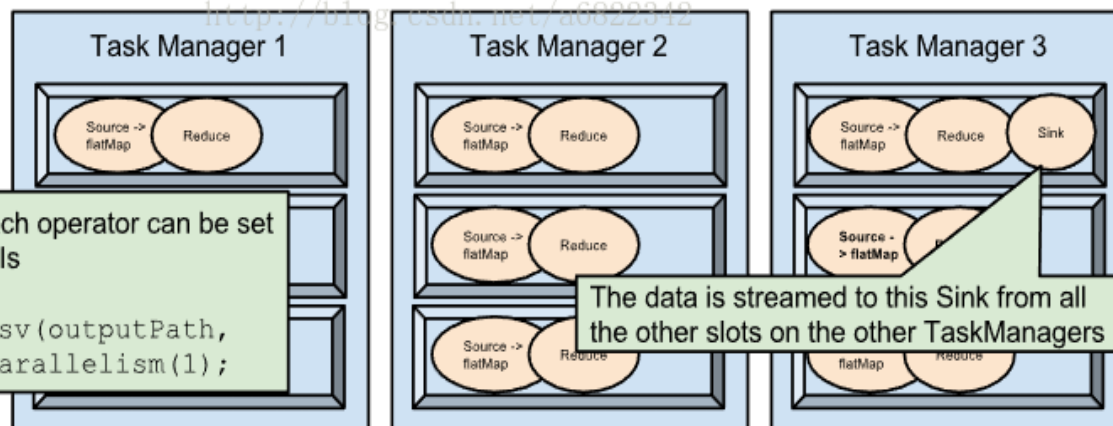 http://blog.csdn.net/a6822342
Task Manager 1
Source ->
flatMap
Reduce
operator can be set
sv(outputPath,
arallelism(1);
Task Manager 2
Source ->
flatMap
Reduce
Source ->
flatMap
Reduce
Source ->
flatMap
Reduce
Task Manager 3
Source ->
flatMap
Reduce
Sink
Source -
> flatMap
The data is streamed to this Sink from all
the other slots on the other TaskManagers
flatMap
Reduce